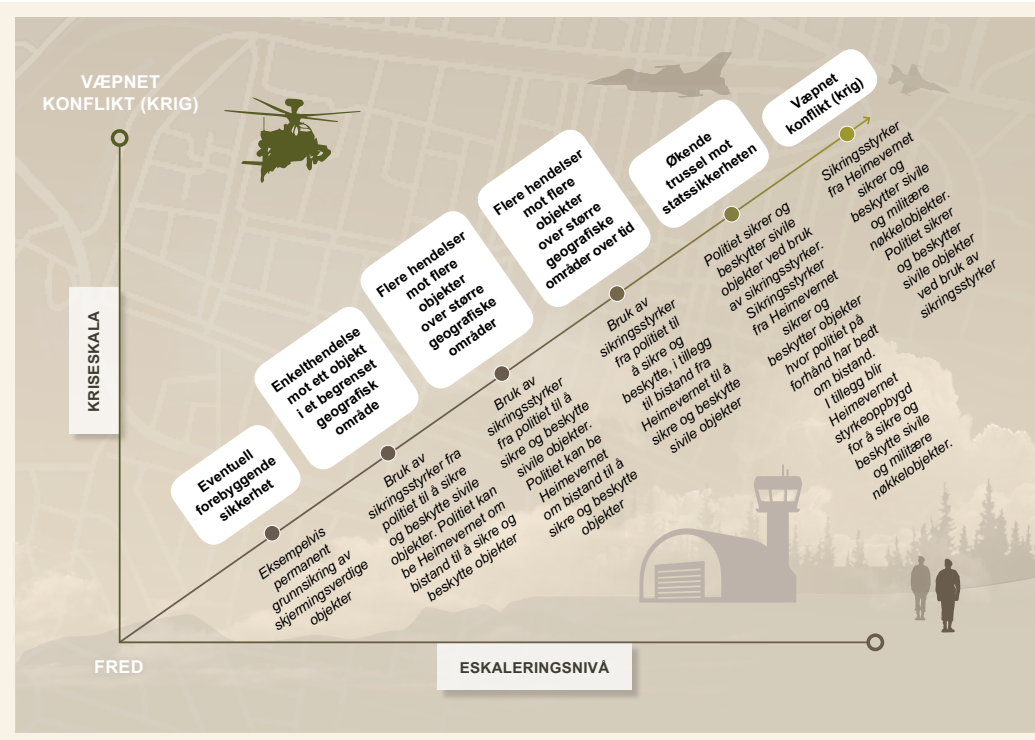 VÆPNET
KONFLIKT (KRIG)
KRISESKALA
FRED
ESKALERINGSNIVÅ
Eventuell
forebyggende
sikkerhet
Eksempelvis
permanent
grunnsikring av
skjermingsverdige
objekter
Enkelthendelse
mot ett objekt
i et begrenset
geografisk
område
Bruk av
sikringsstyrker fra
politiet til å sikre
og beskytte sivile
objekter. Politiet kan
be Heimevernet om
bistand til å sikre og
beskytte objekter
Flere hendelser
mot flere
objekter
over større
geografiske
områder
Bruk av
sikringsstyrker
fra politiet til å
sikre og beskytte
sivile objekter.
Politiet kan be
Heimevernet
om bistand til å
sikre og beskytte
objekter
Flere hendelser
mot flere
objekter
over større
geografiske
områder over tid
Bruk av
sikringsstyrker
fra politiet til
å sikre og
beskytte, i tillegg
til bistand fra
Heimevernet til å
sikre og beskytte
sivile objekter
Økende
trussel mot
statssikkerheten
Politiet sikrer og
beskytter sivile
objekter ved bruk
av sikringsstyrker.
Sikringsstyrker
fra Heimevernet
sikrer og
beskytter objekter
hvor politiet på
forhånd har bedt
om bistand.
I tillegg blir
Heimevernet
styrkeoppbygd
for å sikre og
beskytte sivile
og militære
nøkkelobjekter.
Væpnet
konflikt (krig)
Sikringsstyrker
fra Heimevernet
sikrer og
beskytter sivile
og militære
nøkkelobjekter.
Politiet sikrer
og beskytter
sivile objekter
ved bruk av
sikringsstyrker